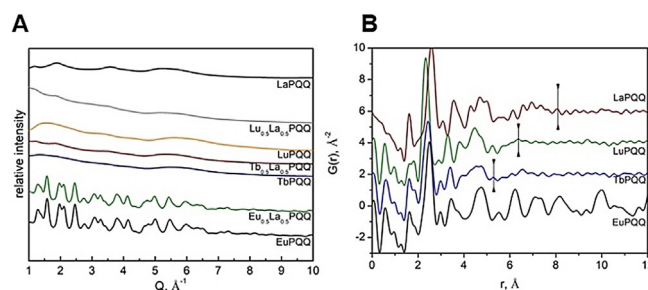 A
relative intensity
LaPQQ
Lu0.5La0.5PQQ
LuPQQ
Tb0.5La0.5PQQ
TbPQQ
Eu0.5La0.5PQQ
EuPQQ
1 2 3 4 5 6 7 8 9 10
Q, Å-1
B
G(r), Å-2
10
8
6
4
2
0
-2
LaPQQ
LuPQQ
TbPQQ
EuPQQ
0 2 4 6 8 10 12
r, Å